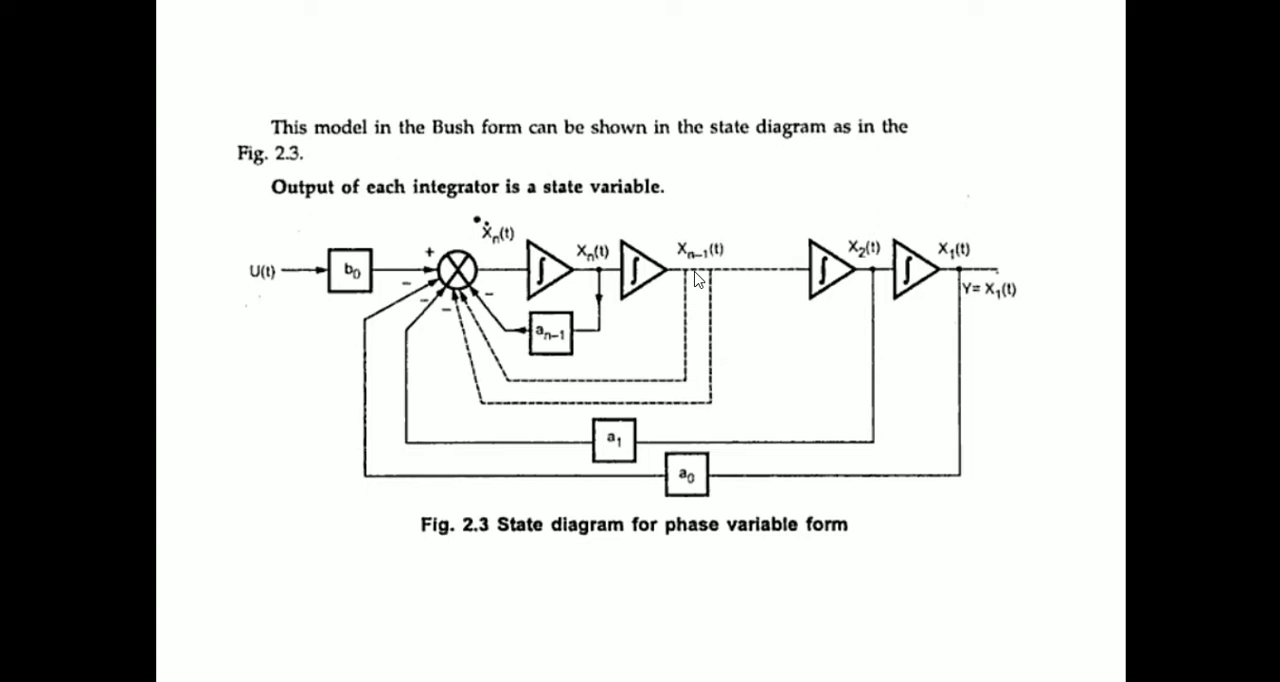 This model in the Bush form can be shown in the state diagram as in the
Fig. 2.3.
Output of each integrator is a state variable.
Ẋₙ(t)
U(t)
b₀
+
−
−
−
−
∫
Xₙ(t)
∫
Xₙ₋₁(t)
∫
X₂(t)
∫
X₁(t)
Y= X₁(t)
aₙ₋₁
a₁
a₀
Fig. 2.3 State diagram for phase variable form